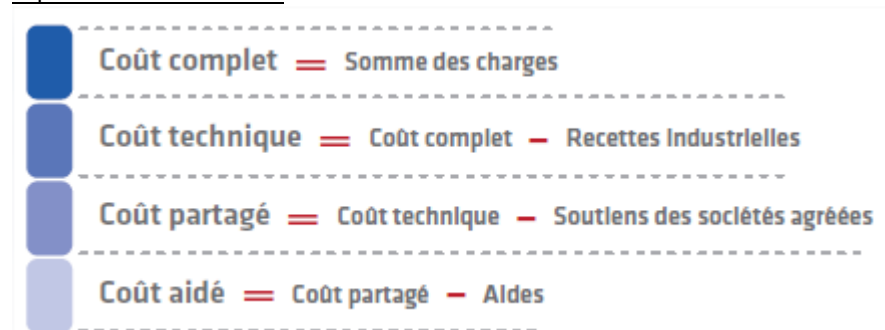 Coût complet = Somme des charges
Coût technique = Coût complet – Recettes Industrielles
Coût partagé = Coût technique – Soutiens des sociétés agréées
Coût aidé = Coût partagé – Aides